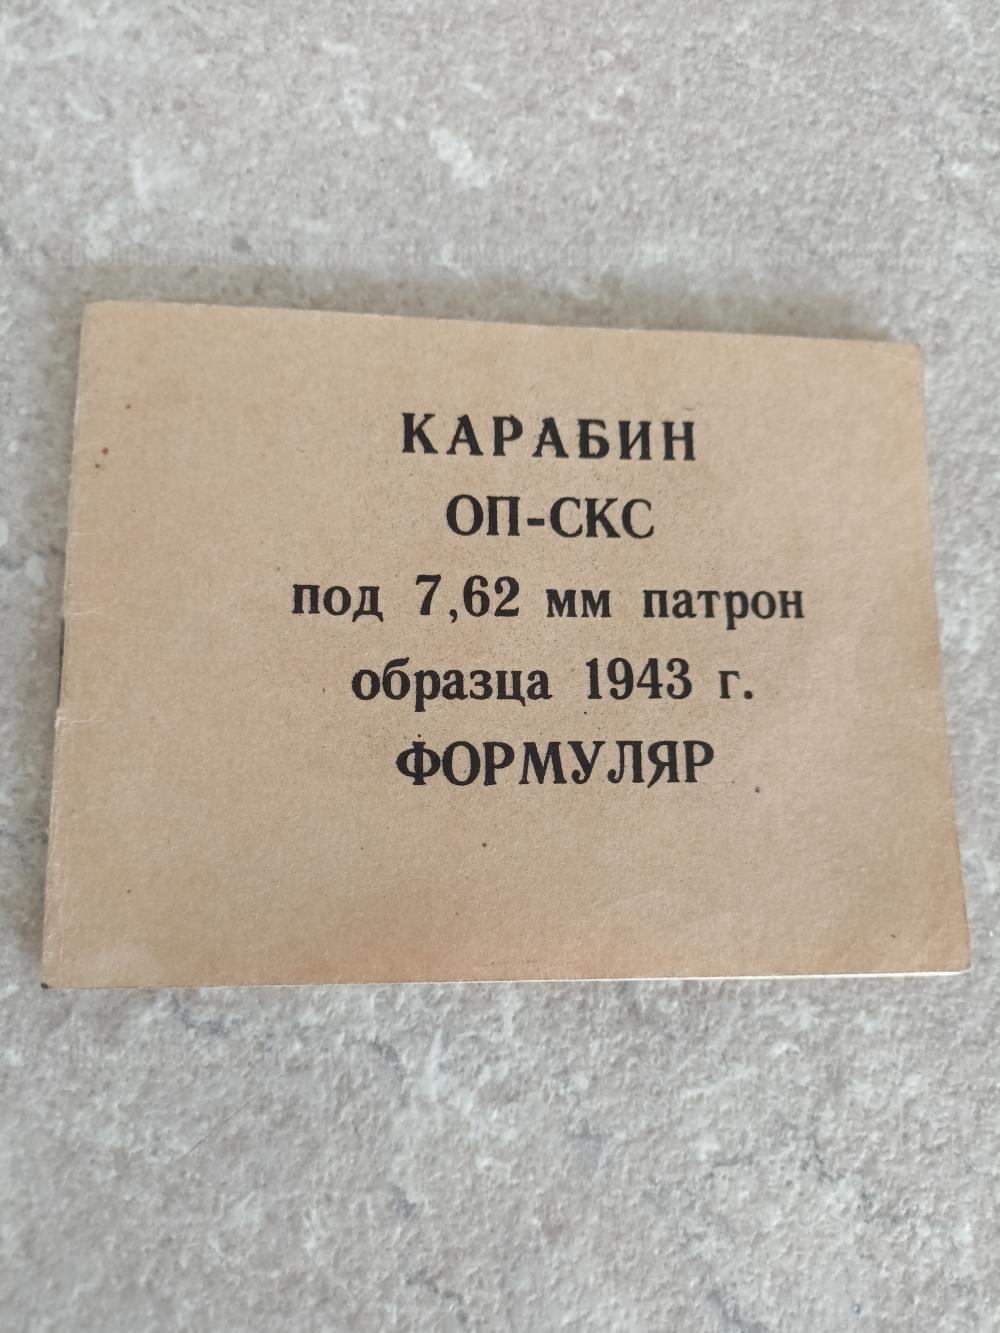 КАРАБИН
ОП-СКС
под 7,62 мм патрон
образца 1943 г.
ФОРМУЛЯР